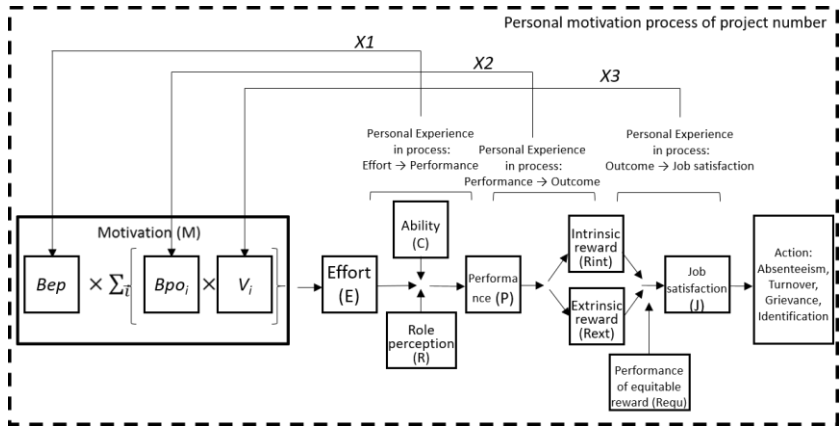 Personal motivation process of project number
X1
X2
X3
Personal Experience
in process:
Effort → Performance
Personal Experience
in process:
Performance → Outcome
Personal Experience
in process:
Outcome → Job satisfaction
Motivation (M)
Bep × ∑i [ Bpoi × Vi ]
Effort
(E)
Ability
(C)
Role
perception
(R)
Performa
nce (P)
Intrinsic
reward
(Rint)
Extrinsic
reward
(Rext)
Performance
of equitable
reward (Requ)
Job
satisfaction
(J)
Action:
Absenteeism,
Turnover,
Grievance,
Identification